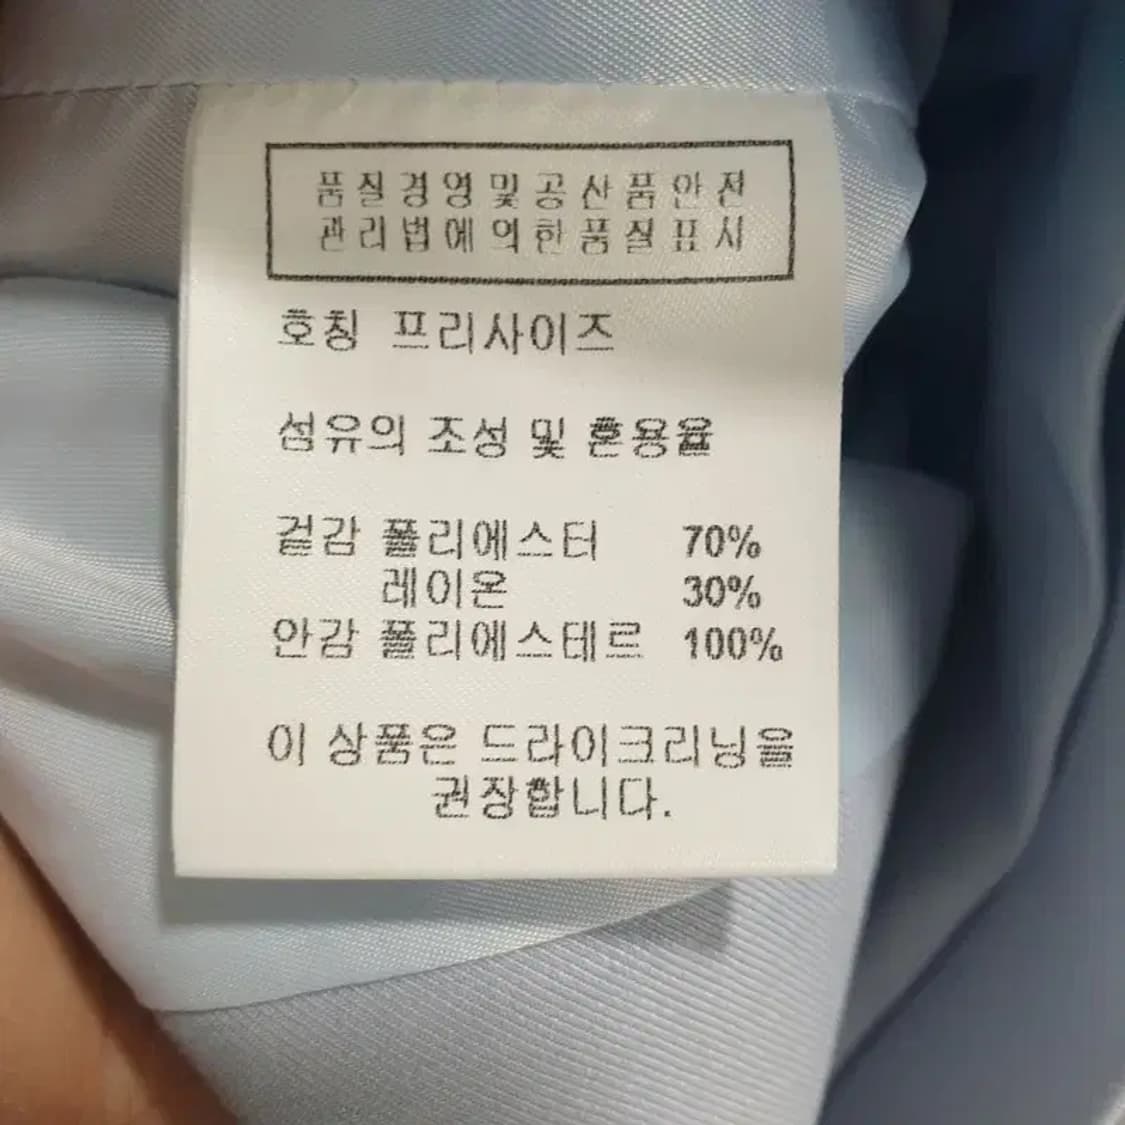 품질경영및공산품안전
관리법에의한품질표시
호칭 프리사이즈
섬유의 조성 및 혼용율
겉감 폴리에스터 70%
레이온 30%
안감 폴리에스테르 100%
이 상품은 드라이크리닝을
권장합니다.